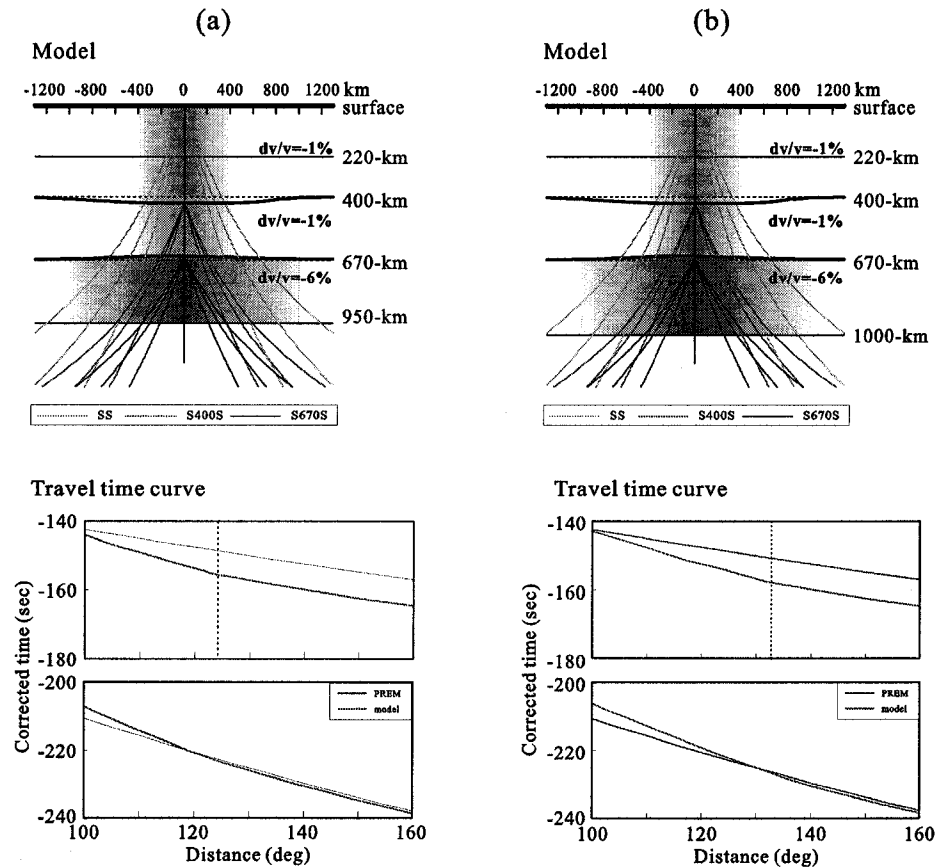 (a)
Model
-1200 -800 -400 0 400 800 1200 km
surface
dv/v=-1%
220-km
400-km
dv/v=-1%
670-km
dv/v=-6%
950-km
SS S400S S670S
Travel time curve
Corrected time (sec)
-140
-160
-180
-200
-220
-240
PREM
model
100 120 140 160
Distance (deg)
(b)
Model
-1200 -800 -400 0 400 800 1200 km
surface
dv/v=-1%
220-km
400-km
dv/v=-1%
670-km
dv/v=-6%
1000-km
SS S400S S670S
Travel time curve
Corrected time (sec)
-140
-160
-180
-200
-220
-240
PREM
model
100 120 140 160
Distance (deg)